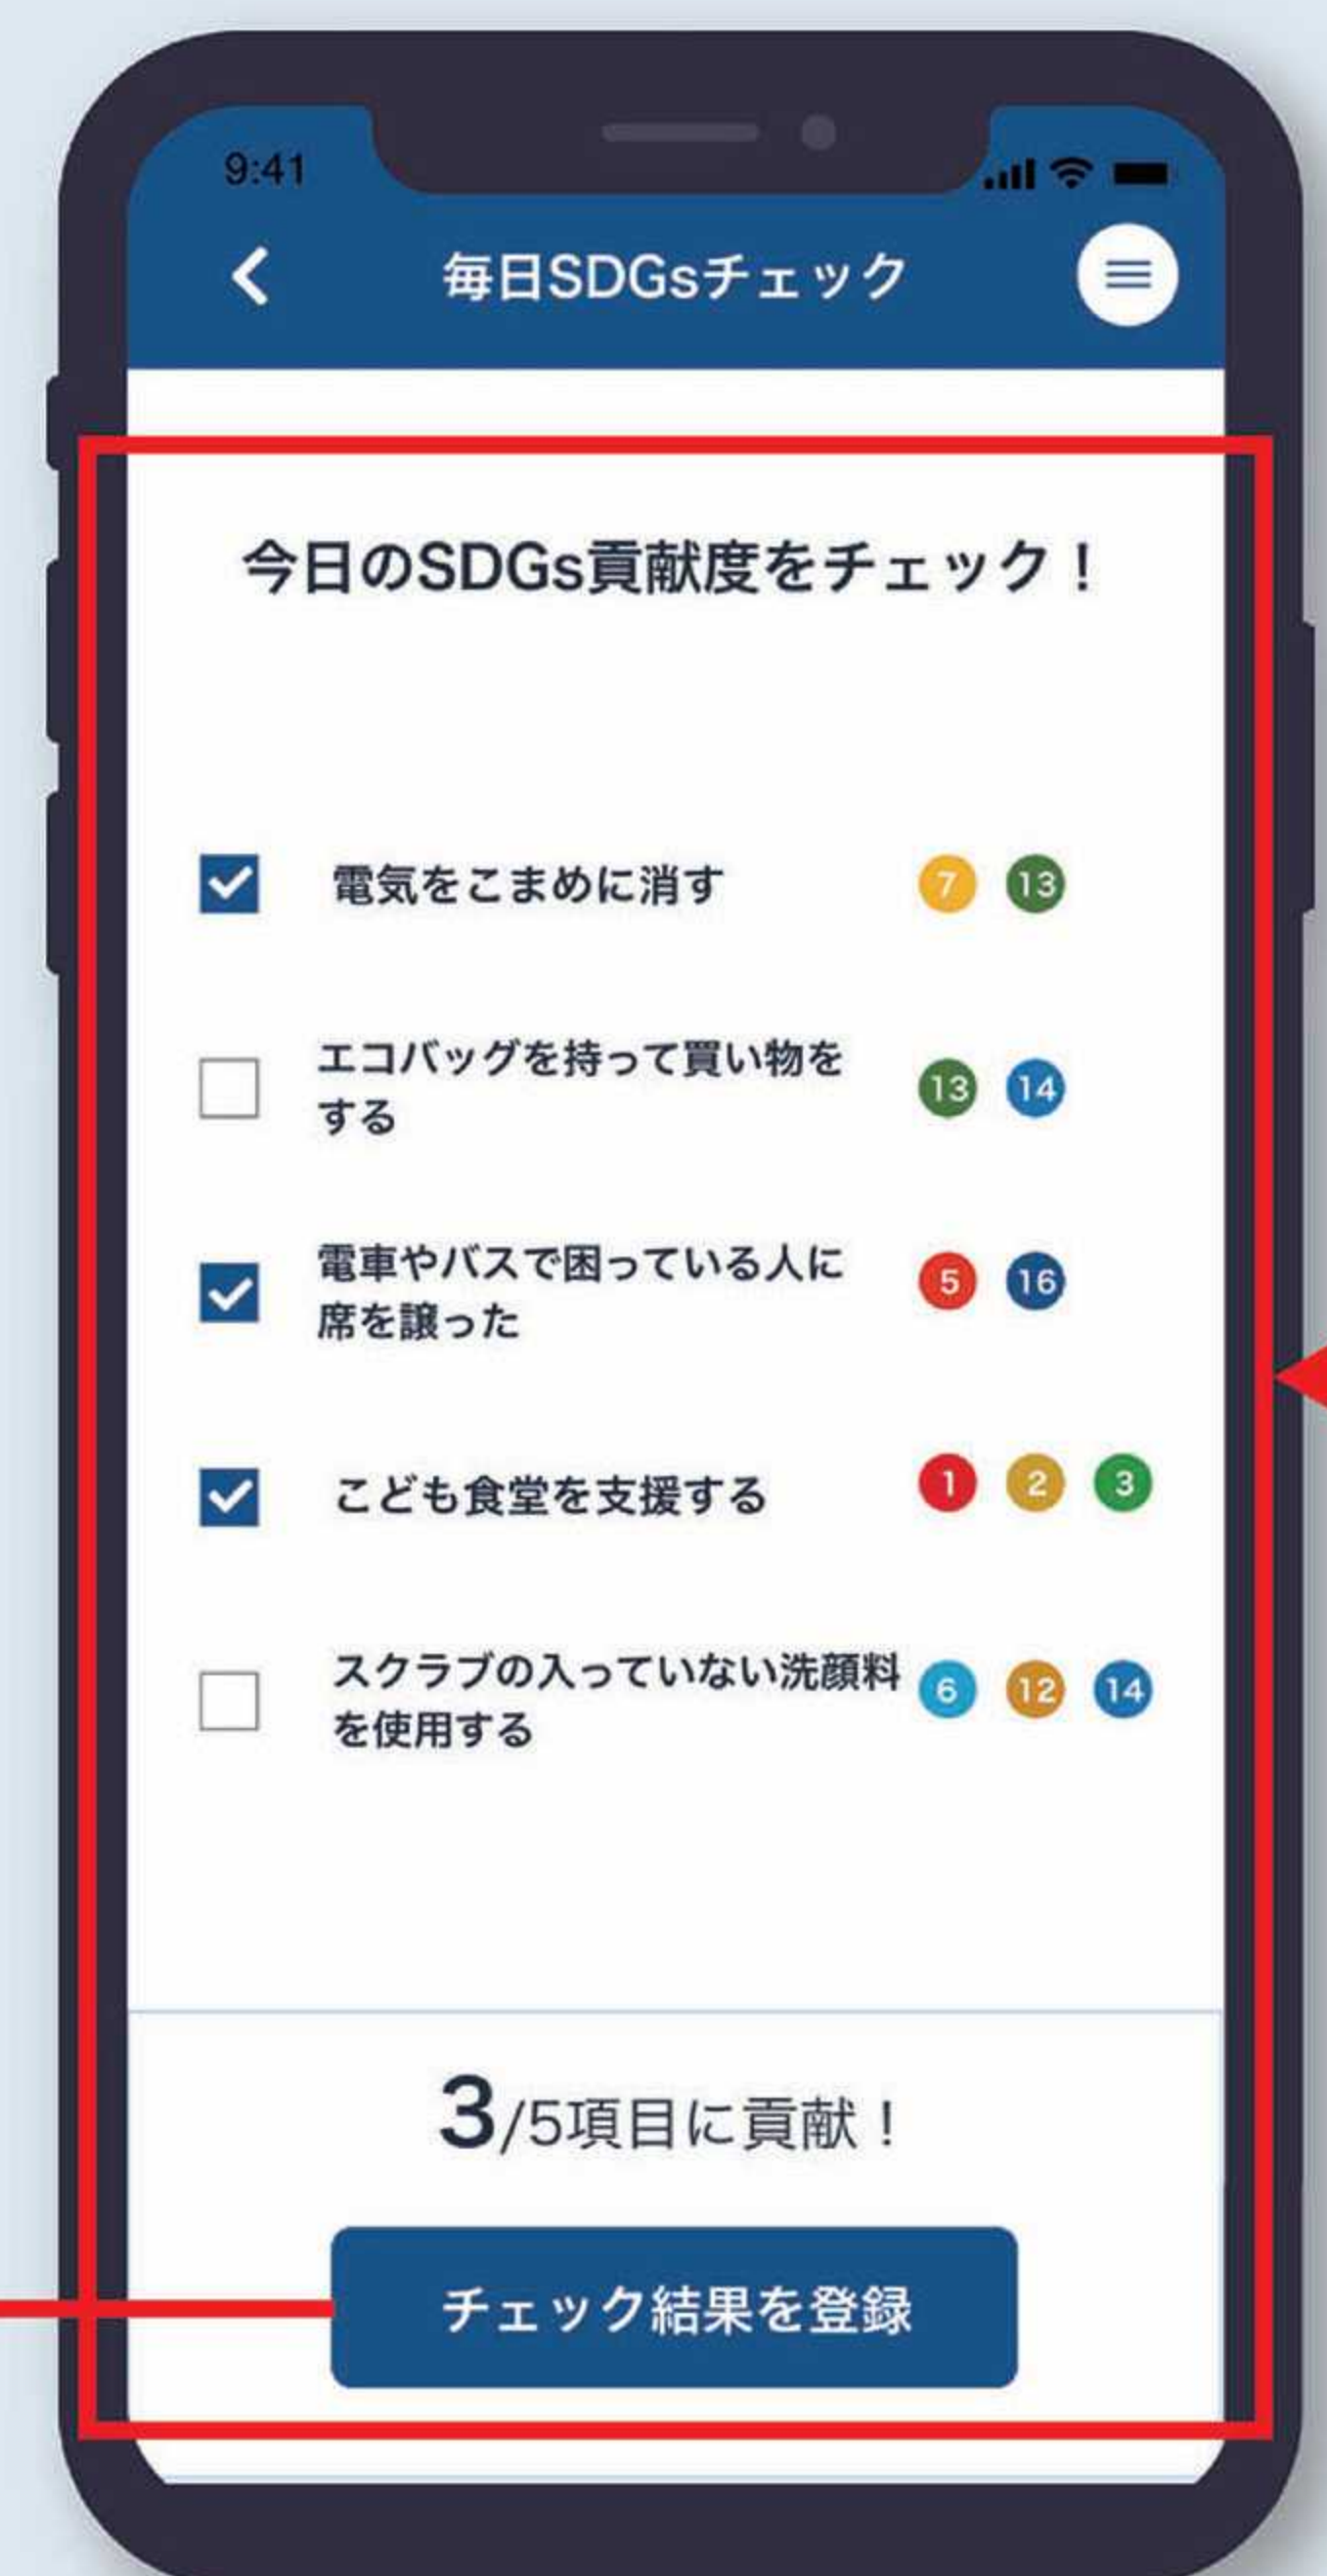 9:41
毎日SDGsチェック
今日のSDGs貢献度をチェック！
電気をこまめに消す 7 13
エコバッグを持って買い物を
する
13 14
電車やバスで困っている人に
席を譲った
5 16
こども食堂を支援する 1 2 3
スクラブの入っていない洗顔料
を使用する
6 12 14
3/5項目に貢献！
チェック結果を登録